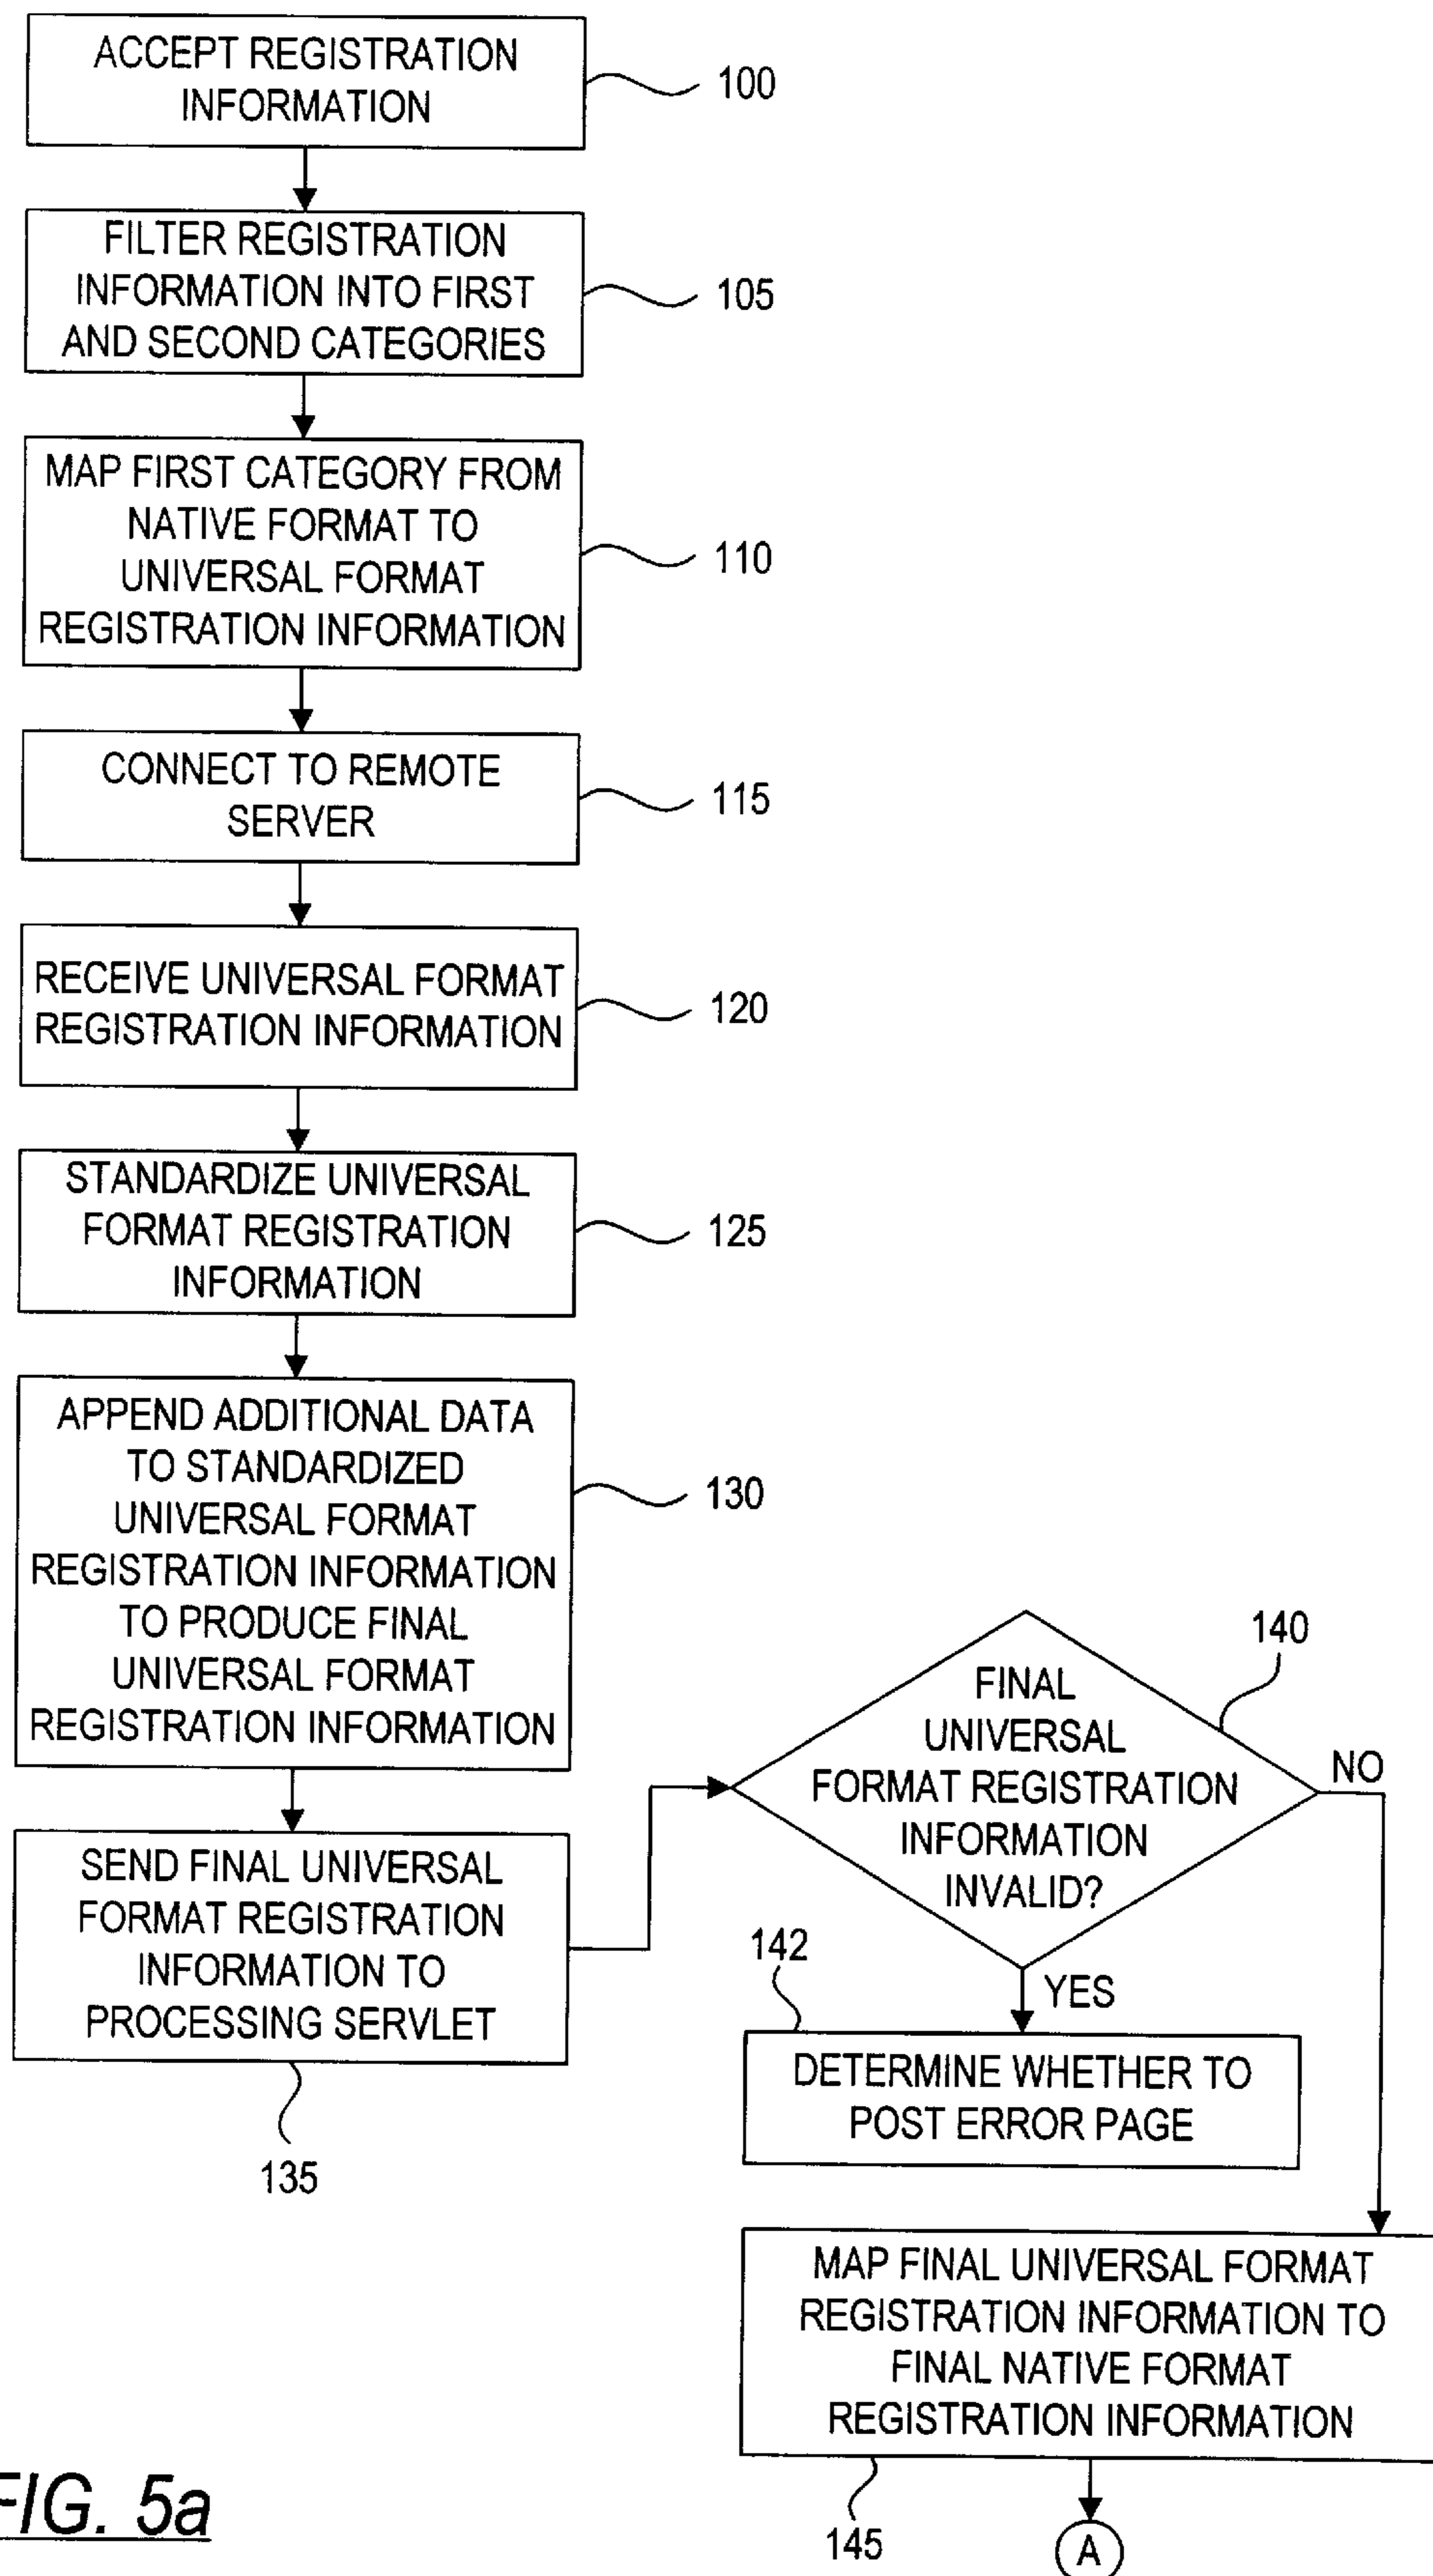 ACCEPT REGISTRATION
INFORMATION
100
FILTER REGISTRATION
INFORMATION INTO FIRST
AND SECOND CATEGORIES
105
MAP FIRST CATEGORY FROM
NATIVE FORMAT TO
UNIVERSAL FORMAT
REGISTRATION INFORMATION
110
CONNECT TO REMOTE
SERVER
115
RECEIVE UNIVERSAL FORMAT
REGISTRATION INFORMATION
120
STANDARDIZE UNIVERSAL
FORMAT REGISTRATION
INFORMATION
125
APPEND ADDITIONAL DATA
TO STANDARDIZED
UNIVERSAL FORMAT
REGISTRATION INFORMATION
TO PRODUCE FINAL
UNIVERSAL FORMAT
REGISTRATION INFORMATION
130
SEND FINAL UNIVERSAL
FORMAT REGISTRATION
INFORMATION TO
PROCESSING SERVLET
135
140
FINAL
UNIVERSAL
FORMAT REGISTRATION
INFORMATION
INVALID?
NO
YES
142
DETERMINE WHETHER TO
POST ERROR PAGE
MAP FINAL UNIVERSAL FORMAT
REGISTRATION INFORMATION TO
FINAL NATIVE FORMAT
REGISTRATION INFORMATION
145
A
FIG. 5a